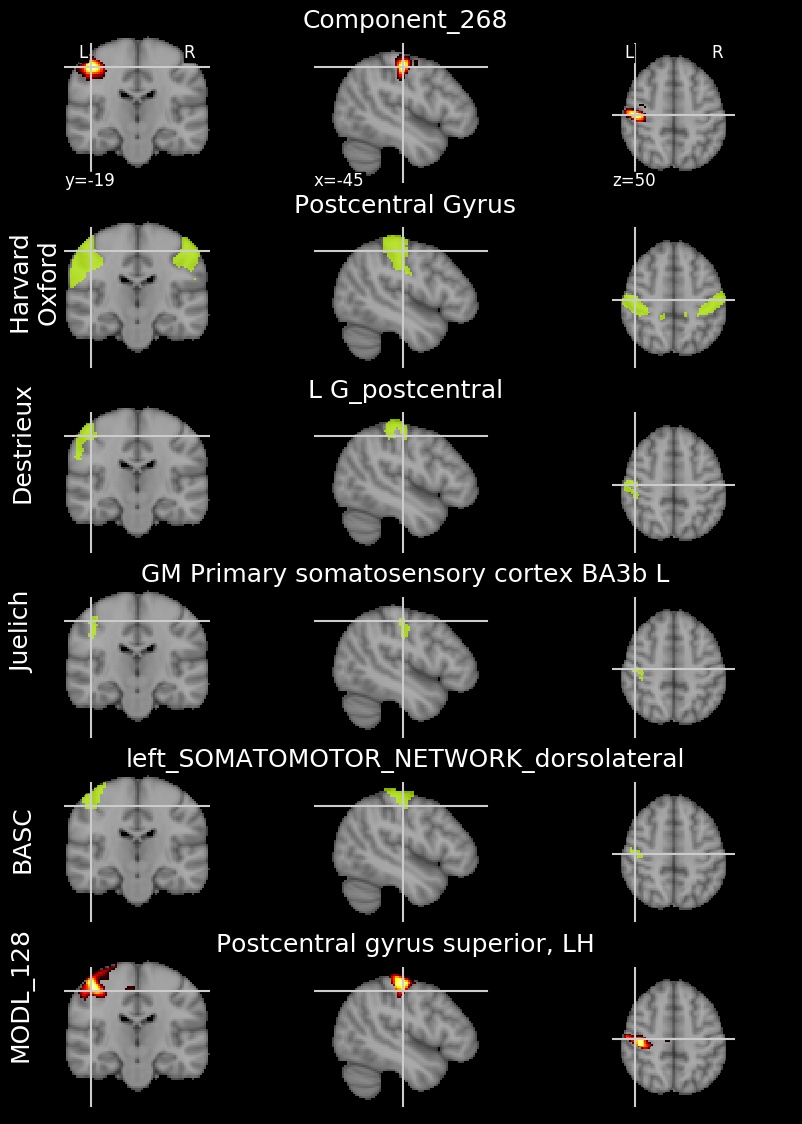 Component_268
L R
L R
y=-19
x=-45
z=50
Postcentral Gyrus
Harvard
Oxford
L G_postcentral
Destrieux
GM Primary somatosensory cortex BA3b L
Juelich
left_SOMATOMOTOR_NETWORK_dorsolateral
BASC
Postcentral gyrus superior, LH
MODL_128